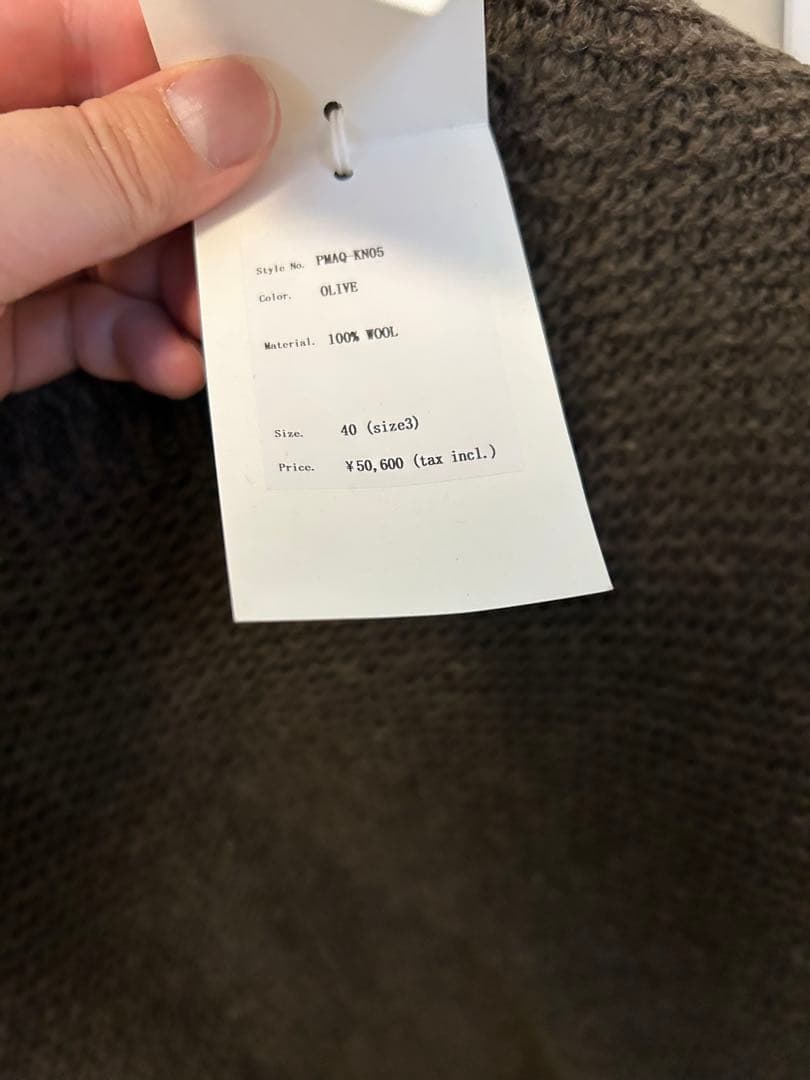 Style No. PMAQ-KN05
Color. OLIVE
Material. 100% WOOL
Size. 40 (size3)
Price. ¥50,600 (tax incl.)